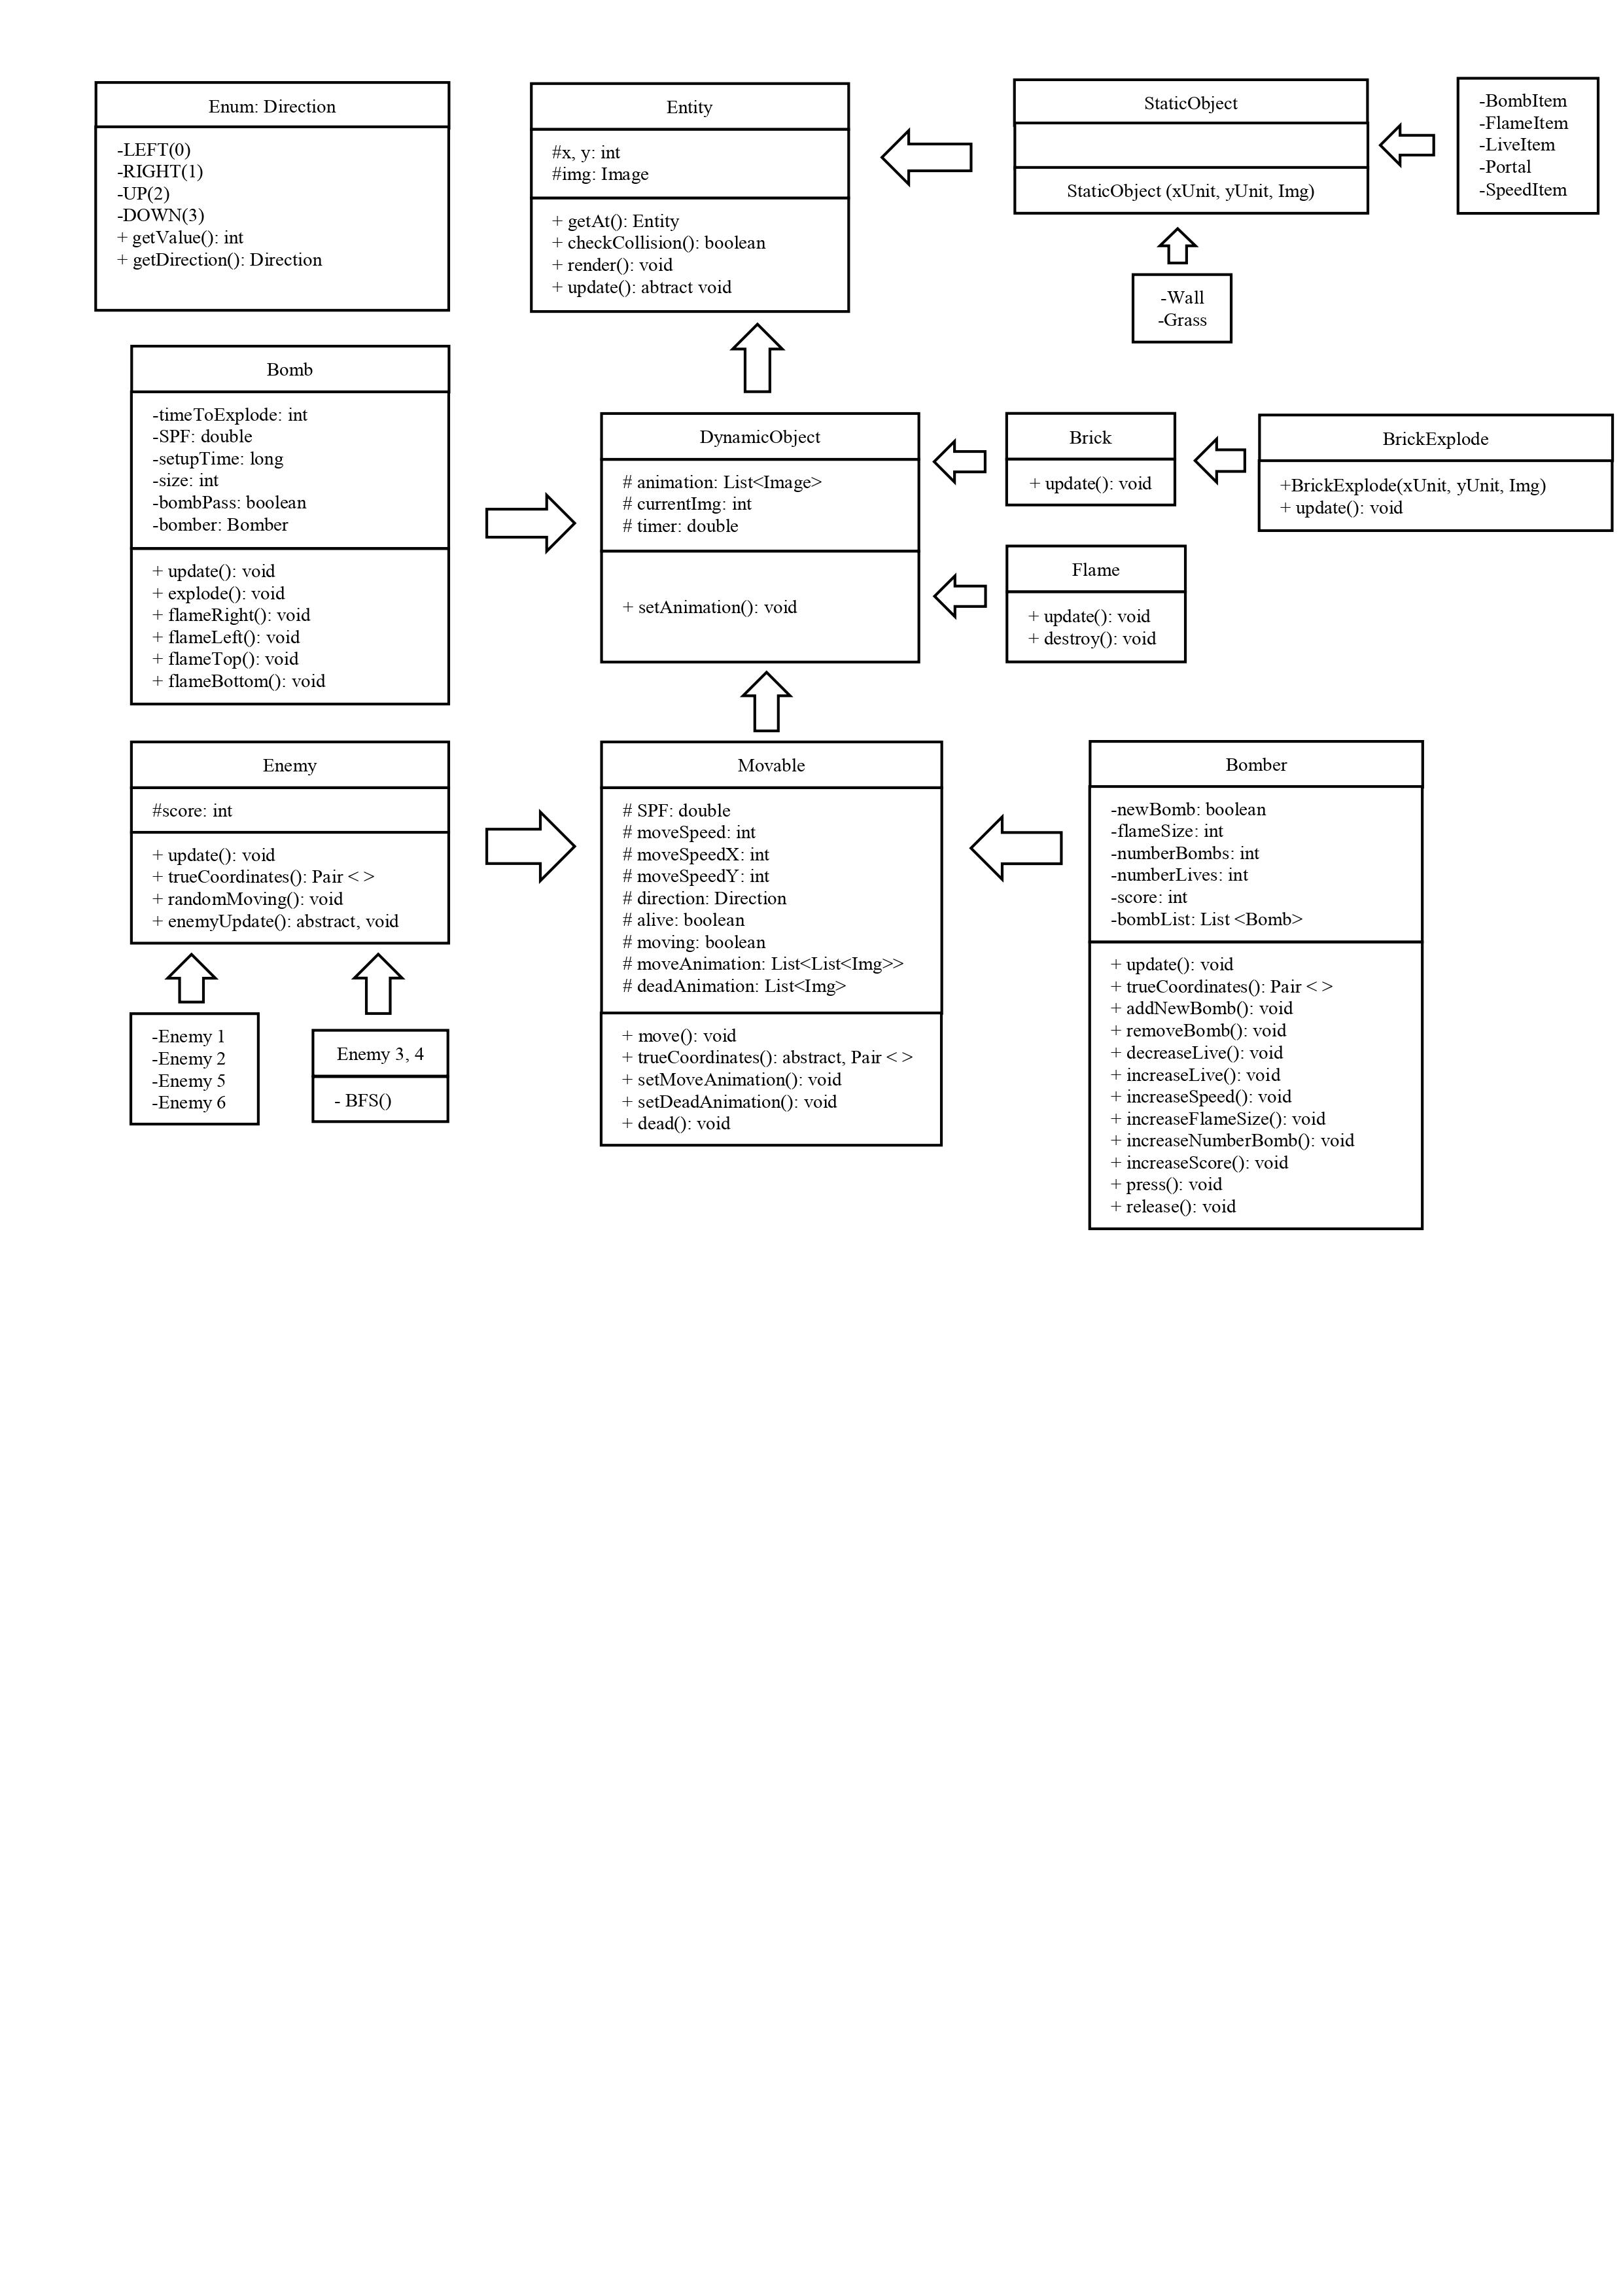 Enum: Direction
-LEFT(0)
-RIGHT(1)
-UP(2)
-DOWN(3)
+ getValue(): int
+ getDirection(): Direction
Entity
#x, y: int
#img: Image
+ getAt(): Entity
+ checkCollision(): boolean
+ render(): void
+ update(): abtract void
StaticObject
StaticObject (xUnit, yUnit, Img)
-BombItem
-FlameItem
-LiveItem
-Portal
-SpeedItem
-Wall
-Grass
Bomb
-timeToExplode: int
-SPF: double
-setupTime: long
-size: int
-bombPass: boolean
-bomber: Bomber
+ update(): void
+ explode(): void
+ flameRight(): void
+ flameLeft(): void
+ flameTop(): void
+ flameBottom(): void
DynamicObject
# animation: List<Image>
# currentImg: int
# timer: double
+ setAnimation(): void
Brick
+ update(): void
BrickExplode
+BrickExplode(xUnit, yUnit, Img)
+ update(): void
Flame
+ update(): void
+ destroy(): void
Enemy
#score: int
+ update(): void
+ trueCoordinates(): Pair < >
+ randomMoving(): void
+ enemyUpdate(): abstract, void
-Enemy 1
-Enemy 2
-Enemy 5
-Enemy 6
Enemy 3, 4
- BFS()
Movable
# SPF: double
# moveSpeed: int
# moveSpeedX: int
# moveSpeedY: int
# direction: Direction
# alive: boolean
# moving: boolean
# moveAnimation: List<List<Img>>
# deadAnimation: List<Img>
+ move(): void
+ trueCoordinates(): abstract, Pair < >
+ setMoveAnimation(): void
+ setDeadAnimation(): void
+ dead(): void
Bomber
-newBomb: boolean
-flameSize: int
-numberBombs: int
-numberLives: int
-score: int
-bombList: List <Bomb>
+ update(): void
+ trueCoordinates(): Pair < >
+ addNewBomb(): void
+ removeBomb(): void
+ decreaseLive(): void
+ increaseLive(): void
+ increaseSpeed(): void
+ increaseFlameSize(): void
+ increaseNumberBomb(): void
+ increaseScore(): void
+ press(): void
+ release(): void